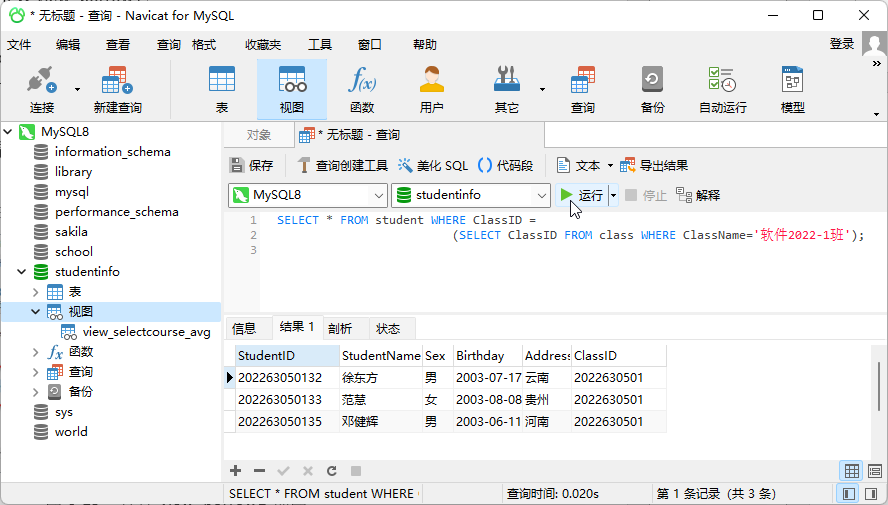 * 无标题 - 查询 - Navicat for MySQL
文件 编辑 查看 查询 格式 收藏夹 工具 窗口 帮助 登录
连接 新建查询 表 视图 函数 用户 其它 查询 备份 自动运行 模型
MySQL8
information_schema
library
mysql
performance_schema
sakila
school
studentinfo
表
视图
view_selectcourse_avg
函数
查询
备份
sys
world
对象 * 无标题 - 查询
保存 查询创建工具 美化 SQL 代码段 文本 导出结果
MySQL8 studentinfo 运行 停止 解释
1 SELECT * FROM student WHERE ClassID =
2 (SELECT ClassID FROM class WHERE ClassName='软件2022-1班');
3
信息 结果 1 剖析 状态
StudentID StudentName Sex Birthday Address ClassID
202263050132 徐东方 男 2003-07-17 云南 2022630501
202263050133 范慧 女 2003-08-08 贵州 2022630501
202263050135 邓健辉 男 2003-06-11 河南 2022630501
SELECT * FROM student WHERE 查询时间: 0.020s 第 1 条记录 (共 3 条)